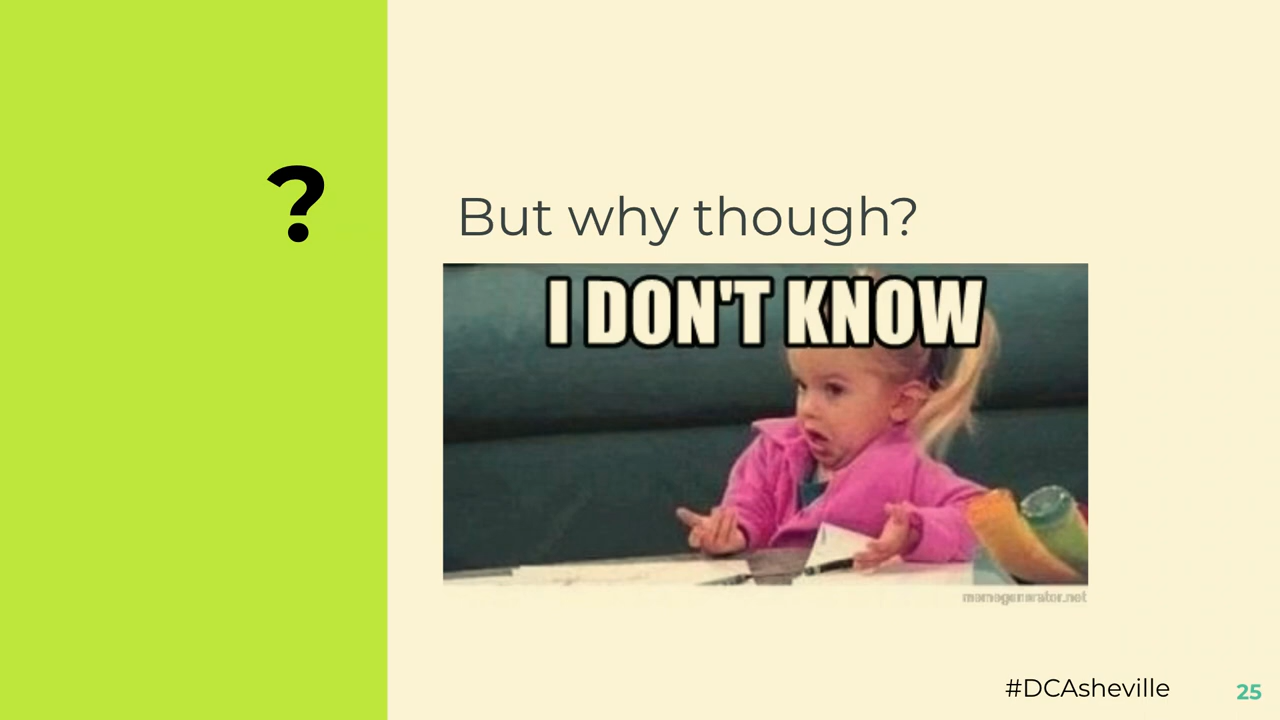 ?
But why though?
I DON'T KNOW
memegenerator.net
#DCAsheville
25